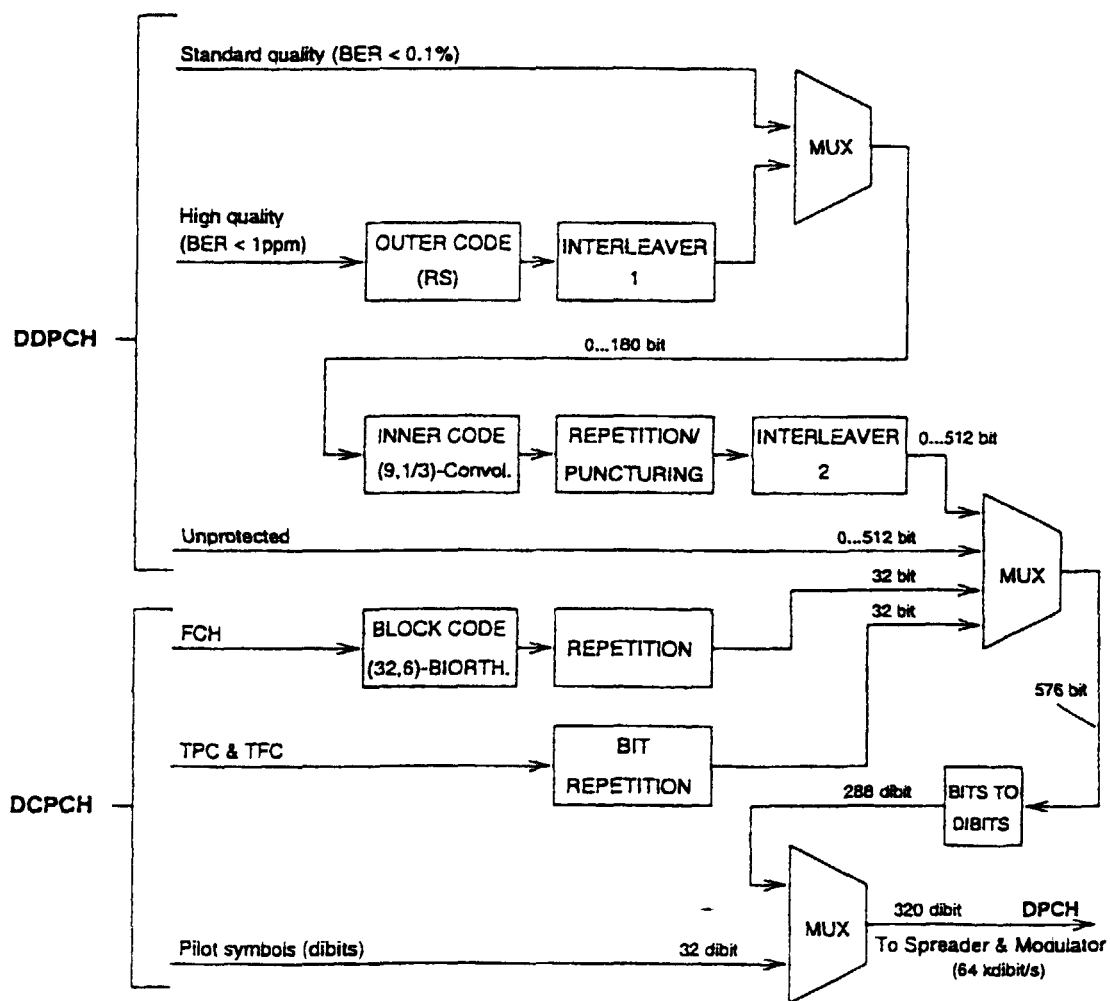 Standard quality (BER < 0.1%)
MUX
High quality
(BER < 1ppm)
OUTER CODE
(RS)
INTERLEAVER
1
DDPCH
0...180 bit
INNER CODE
(9,1/3)-Convol.
REPETITION/
PUNCTURING
INTERLEAVER
2
0...512 bit
Unprotected
0...512 bit
MUX
32 bit
FCH
BLOCK CODE
(32,6)-BIORTH.
REPETITION
32 bit
576 bit
TPC & TFC
BIT
REPETITION
DCPCH
288 dibit
BITS TO
DIBITS
MUX
320 dibit
DPCH
Pilot symbols (dibits)
32 dibit
To Spreader & Modulator
(64 kdibit/s)